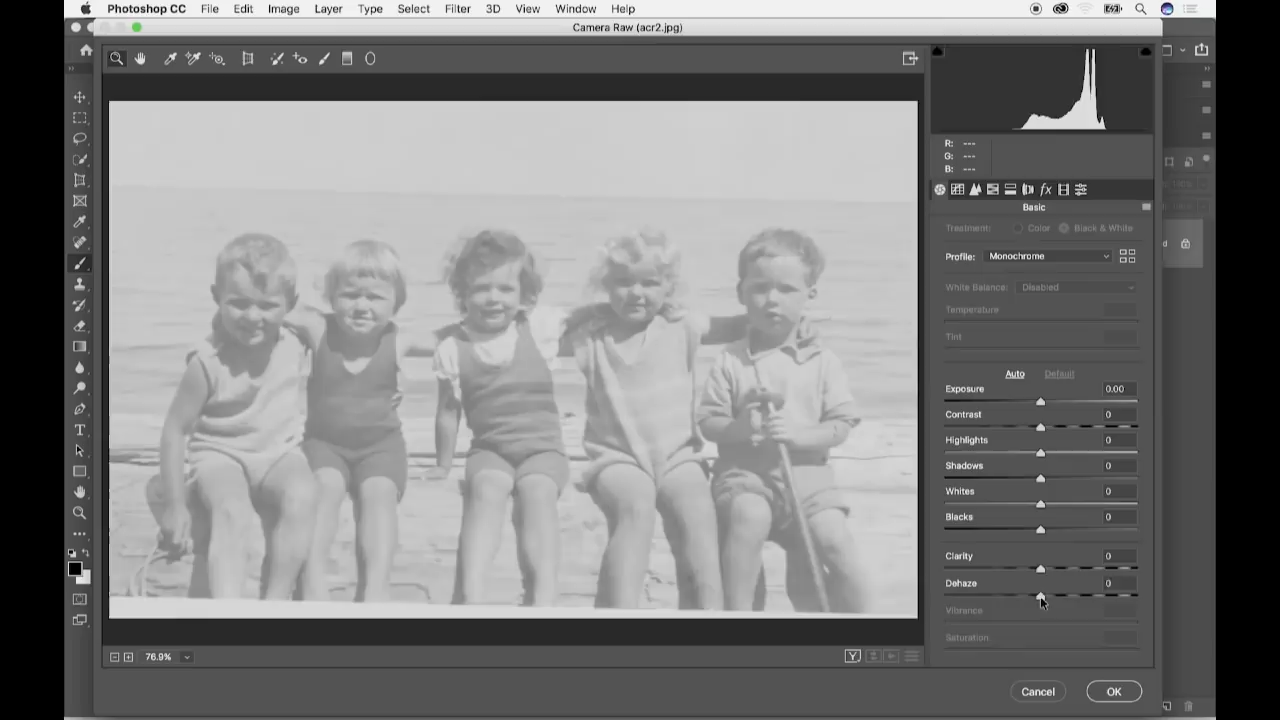 Photoshop CC File Edit Image Layer Type Select Filter 3D View Window Help
Camera Raw (acr2.jpg)
R: ---
G: ---
B: ---
Basic
Treatment: Color Black & White
Profile: Monochrome
White Balance: Disabled
Temperature
Tint
Auto Default
Exposure 0.00
Contrast 0
Highlights 0
Shadows 0
Whites 0
Blacks 0
Clarity 0
Dehaze 0
Vibrance
Saturation
76.9%
Cancel OK